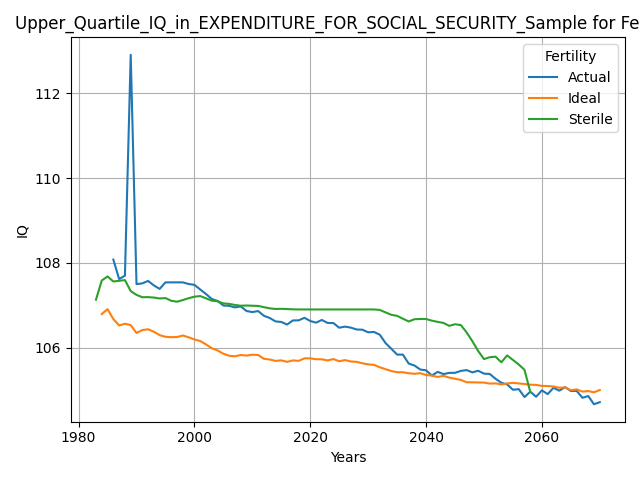 Upper_Quartile_IQ_in_EXPENDITURE_FOR_SOCIAL_SECURITY_Sample for Fe
Fertility
Actual
Ideal
Sterile
112
110
108
106
IQ
1980
2000
2020
2040
2060
Years